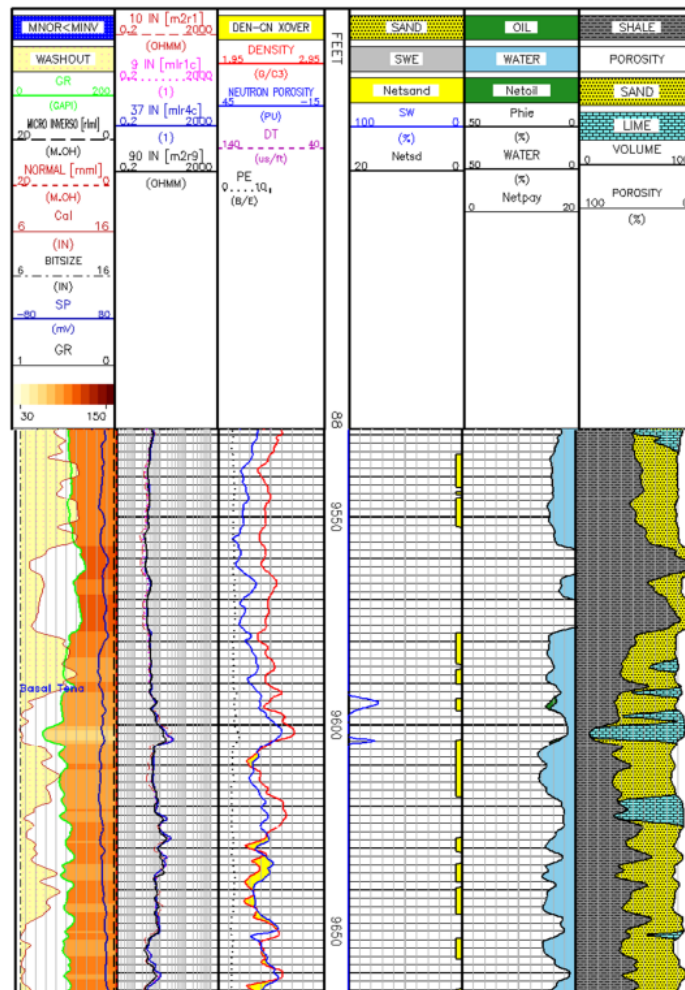 MNOR<MINV
WASHOUT
GR
0 200
(GAPI)
MICRO INVERSO [rlml]
20 0
(M.OH)
NORMAL [rnml]
20 0
(M.OH)
Cal
6 16
(IN)
BITSIZE
6 16
(IN)
SP
-80 80
(mV)
GR
1 0
30 150
10 IN [m2r1]
0.2 2000
(OHMM)
9 IN [mlr1c]
0.2 2000
(1)
37 IN [mlr4c]
0.2 2000
(1)
90 IN [m2r9]
0.2 2000
(OHMM)
DEN-CN XOVER
DENSITY
1.95 2.95
(G/C3)
NEUTRON POROSITY
45 -15
(PU)
DT
140 40
(us/ft)
PE
0 10
(B/E)
FEET
88
9550
9600
9650
SAND
SWE
Netsand
SW
100 0
(%)
Netsd
20 0
OIL
WATER
Netoil
Phie
50 0
(%)
WATER
50 0
(%)
Netpay
0 20
SHALE
POROSITY
SAND
LIME
VOLUME
0 100
POROSITY
100 0
(%)
Basal Tena